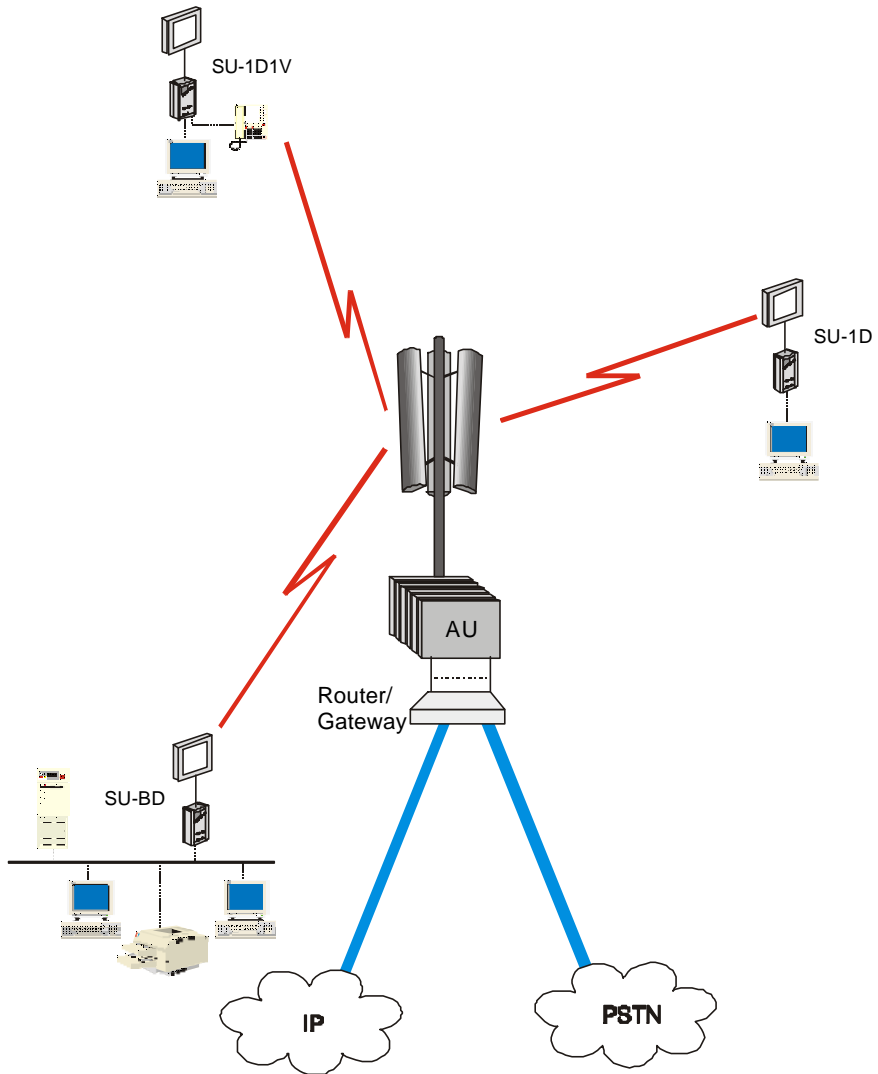 SU-1D1V
SU-1D
AU
Router/
Gateway
SU-BD
IP
PSTN